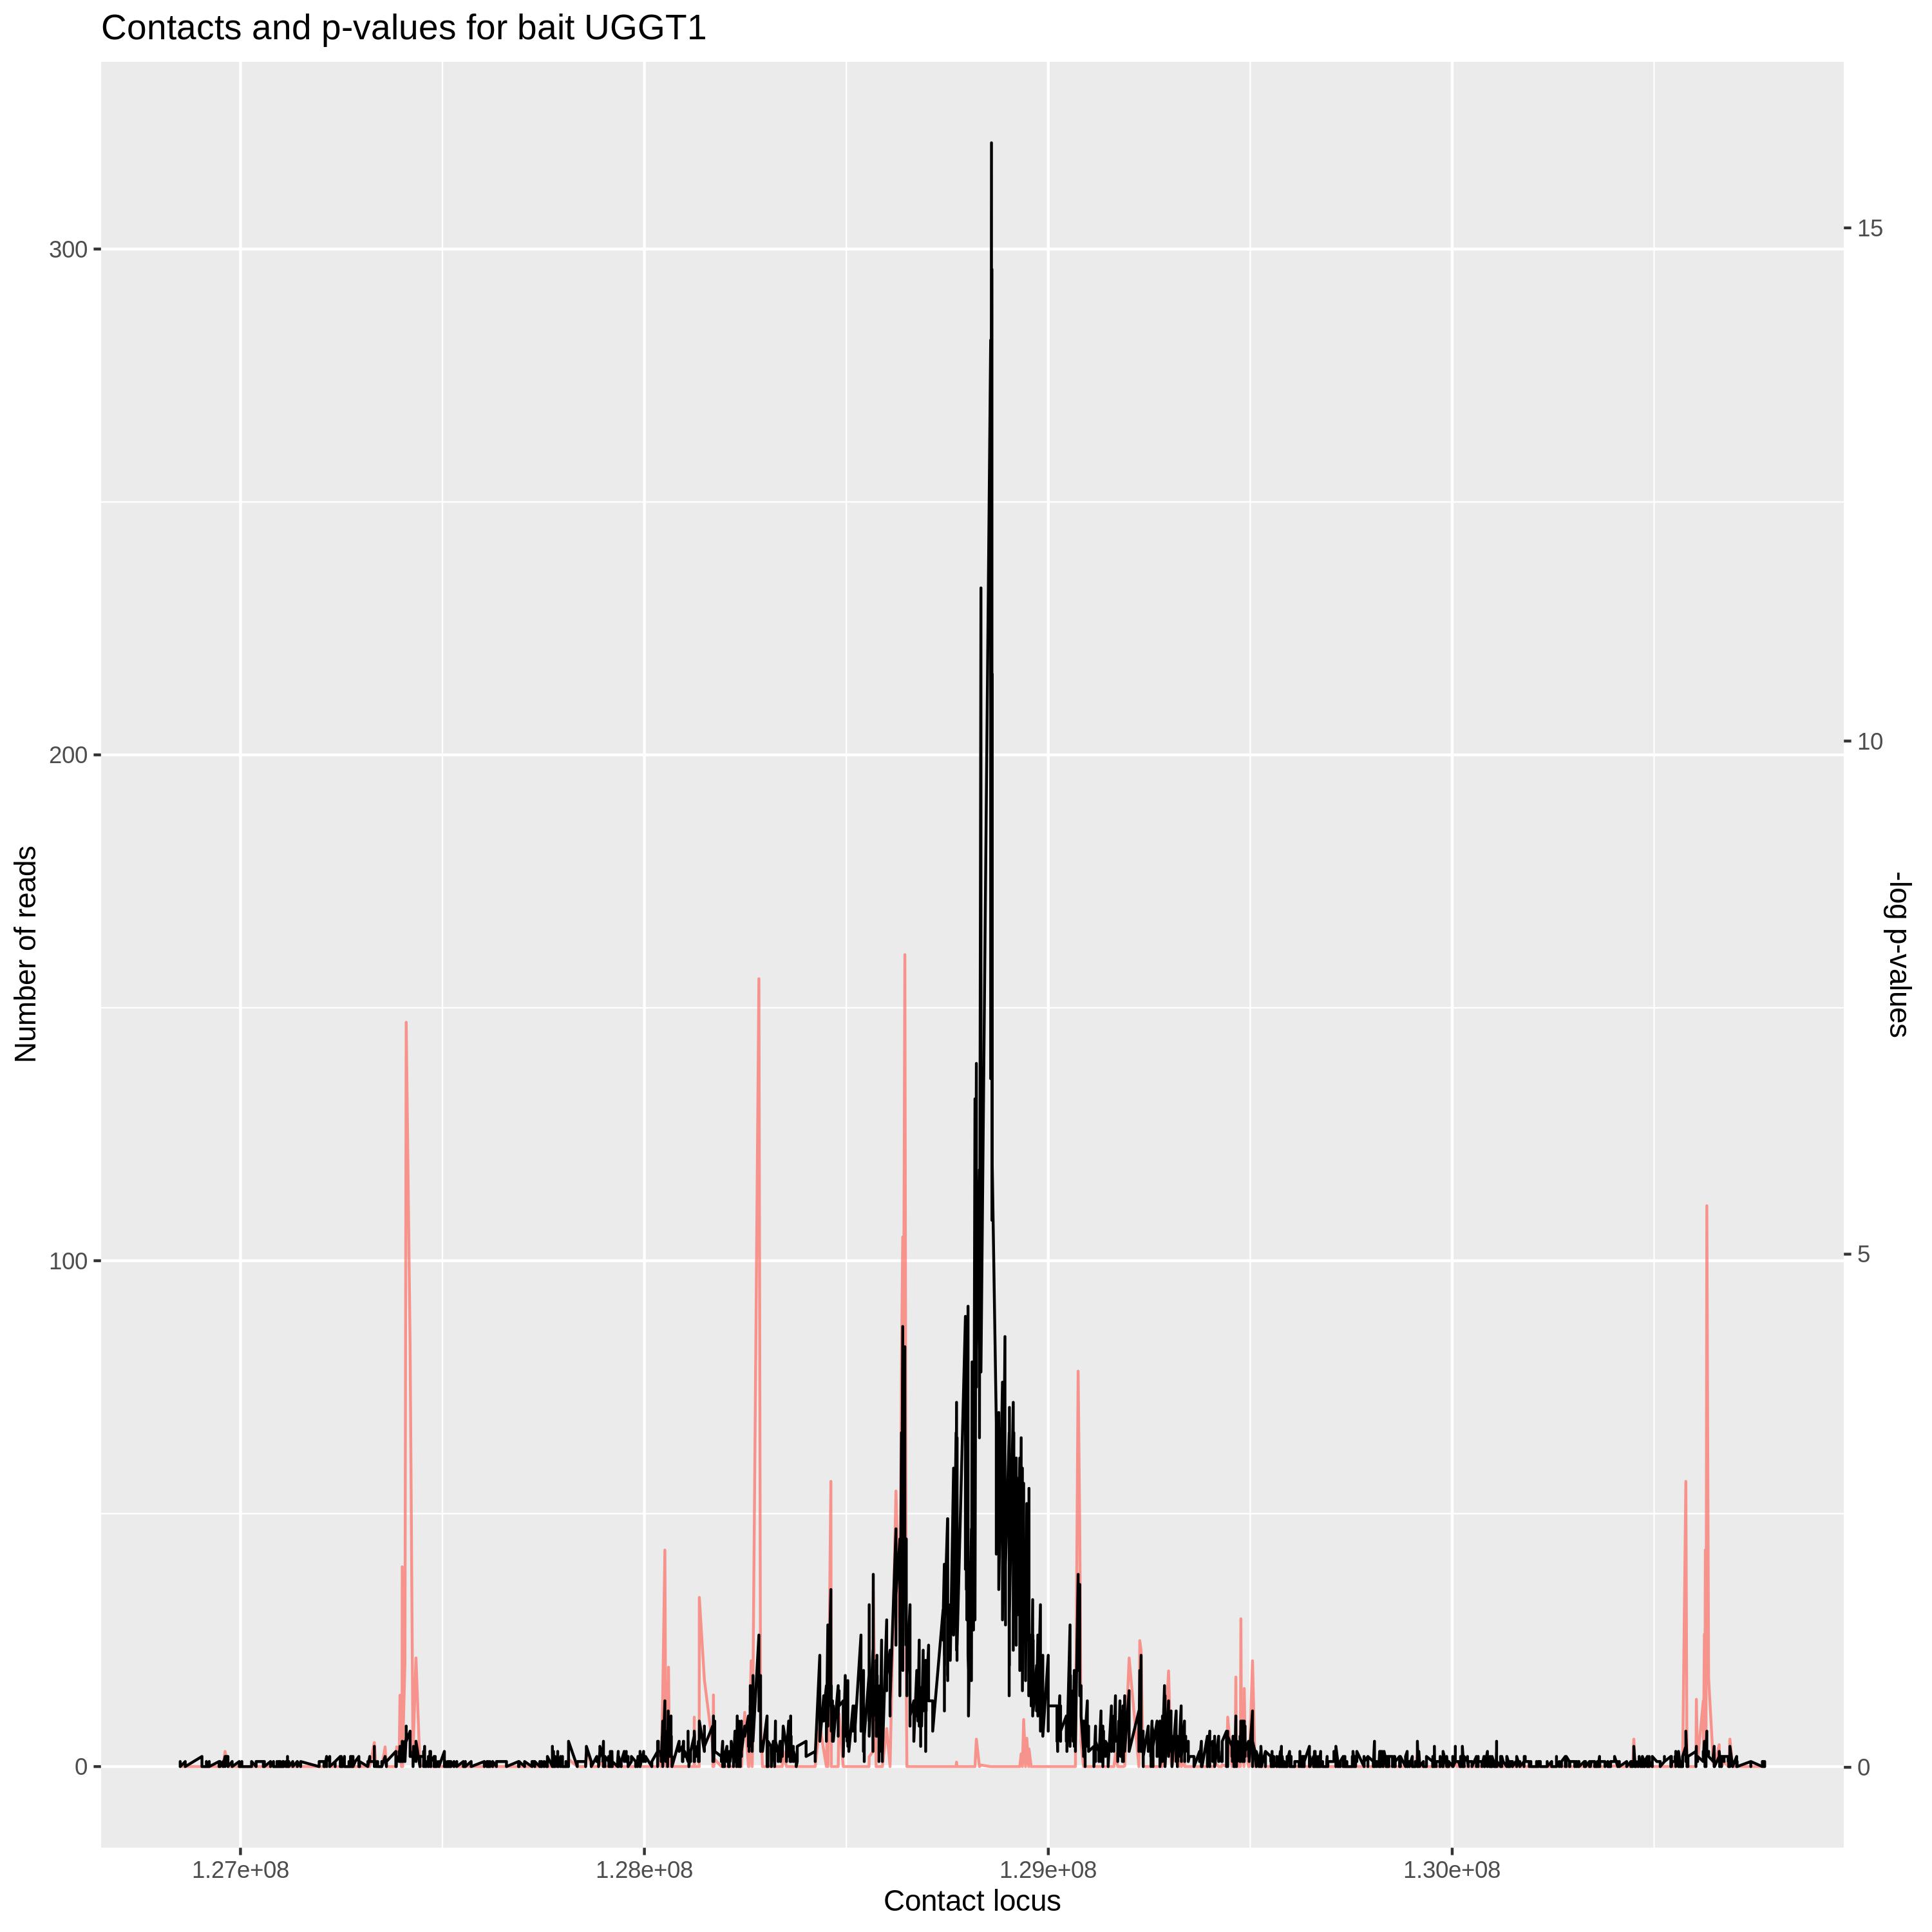 Contacts and p-values for bait UGGT1
300
200
100
0
Number of reads
15
10
5
0
-log p-values
1.27e+08
1.28e+08
1.29e+08
1.30e+08
Contact locus